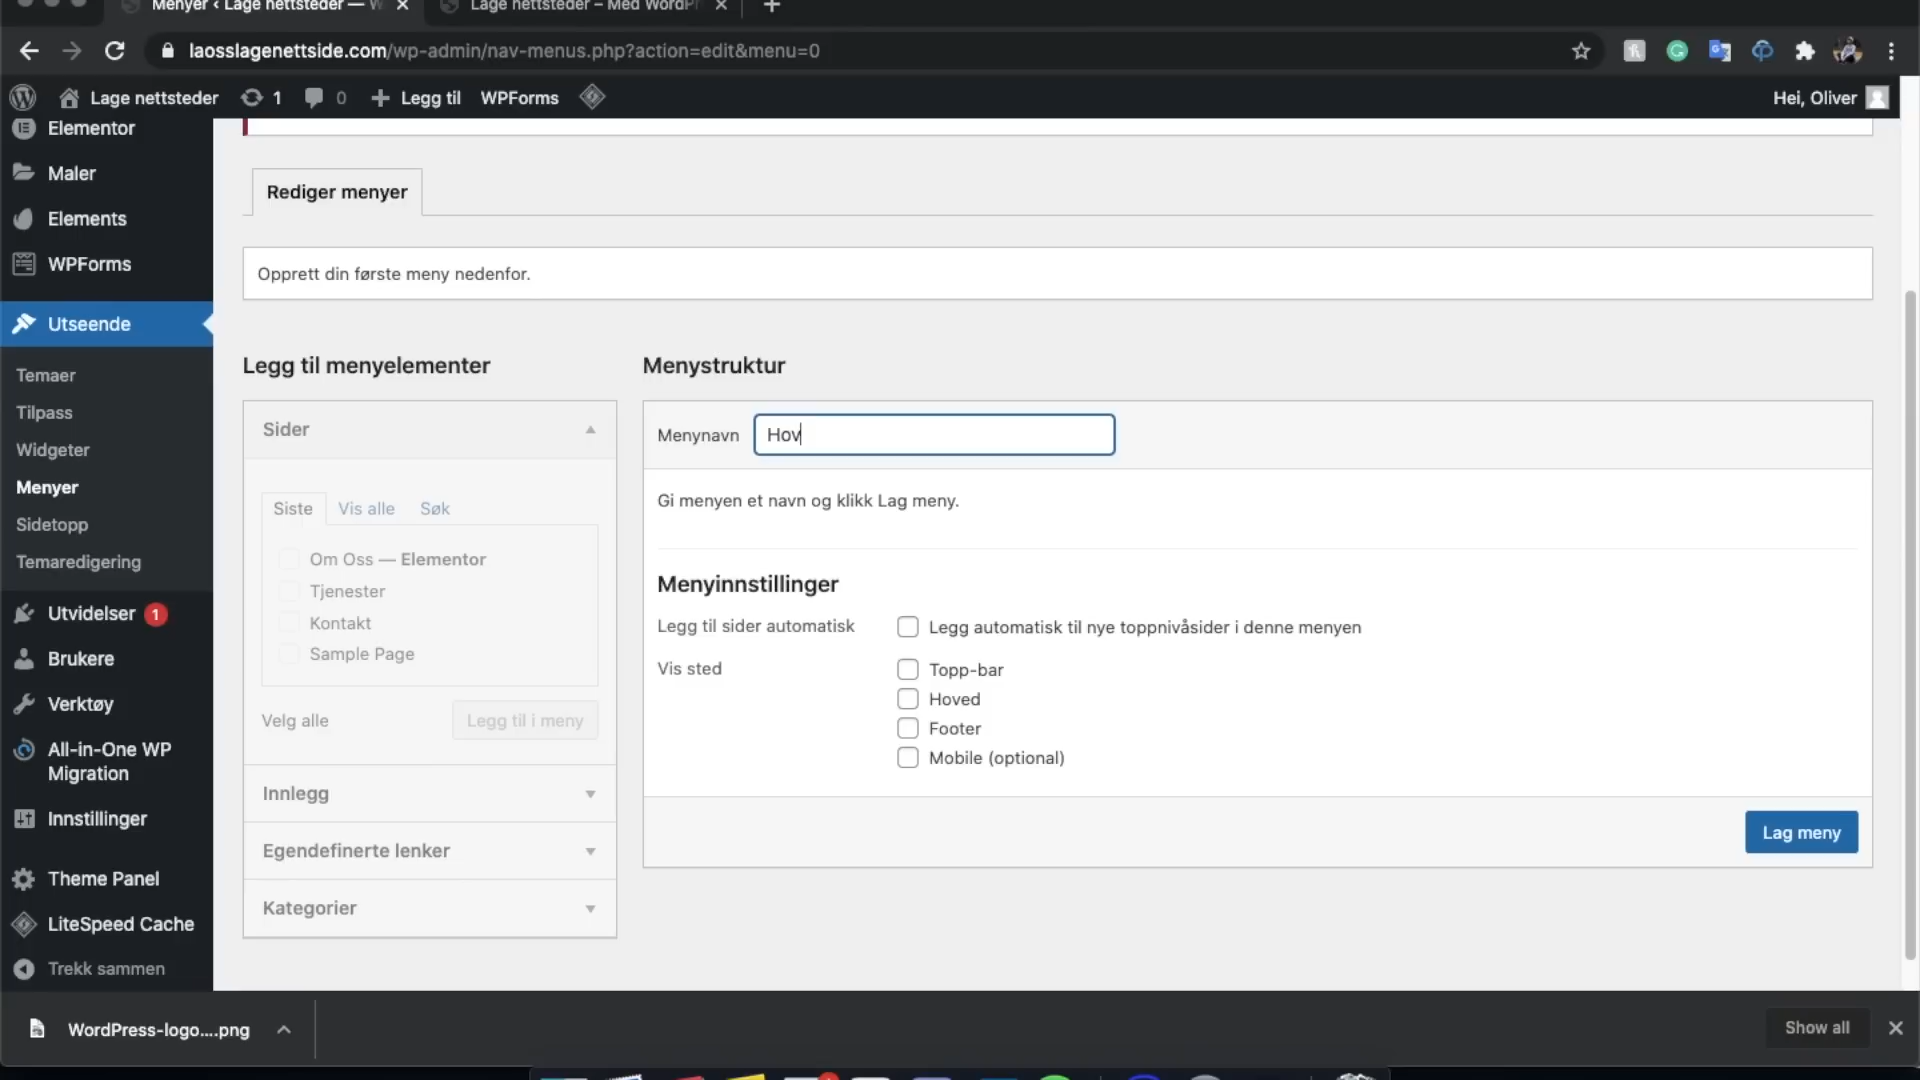 Menyer ‹ Lage nettsteder — W
Lage nettsteder – Med WordPr
laosslagenettside.com/wp-admin/nav-menus.php?action=edit&menu=0
Lage nettsteder 1 0 Legg til WPForms Hei, Oliver
Elementor
Maler
Elements
WPForms
Utseende
Temaer
Tilpass
Widgeter
Menyer
Sidetopp
Temaredigering
Utvidelser 1
Brukere
Verktøy
All-in-One WP
Migration
Innstillinger
Theme Panel
LiteSpeed Cache
Trekk sammen
Rediger menyer
Opprett din første meny nedenfor.
Legg til menyelementer
Sider
Siste Vis alle Søk
Om Oss — Elementor
Tjenester
Kontakt
Sample Page
Velg alle Legg til i meny
Innlegg
Egendefinerte lenker
Kategorier
Menystruktur
Menynavn Hov
Gi menyen et navn og klikk Lag meny.
Menyinnstillinger
Legg til sider automatisk Legg automatisk til nye toppnivåsider i denne menyen
Vis sted Topp-bar
Hoved
Footer
Mobile (optional)
Lag meny
WordPress-logo....png
Show all